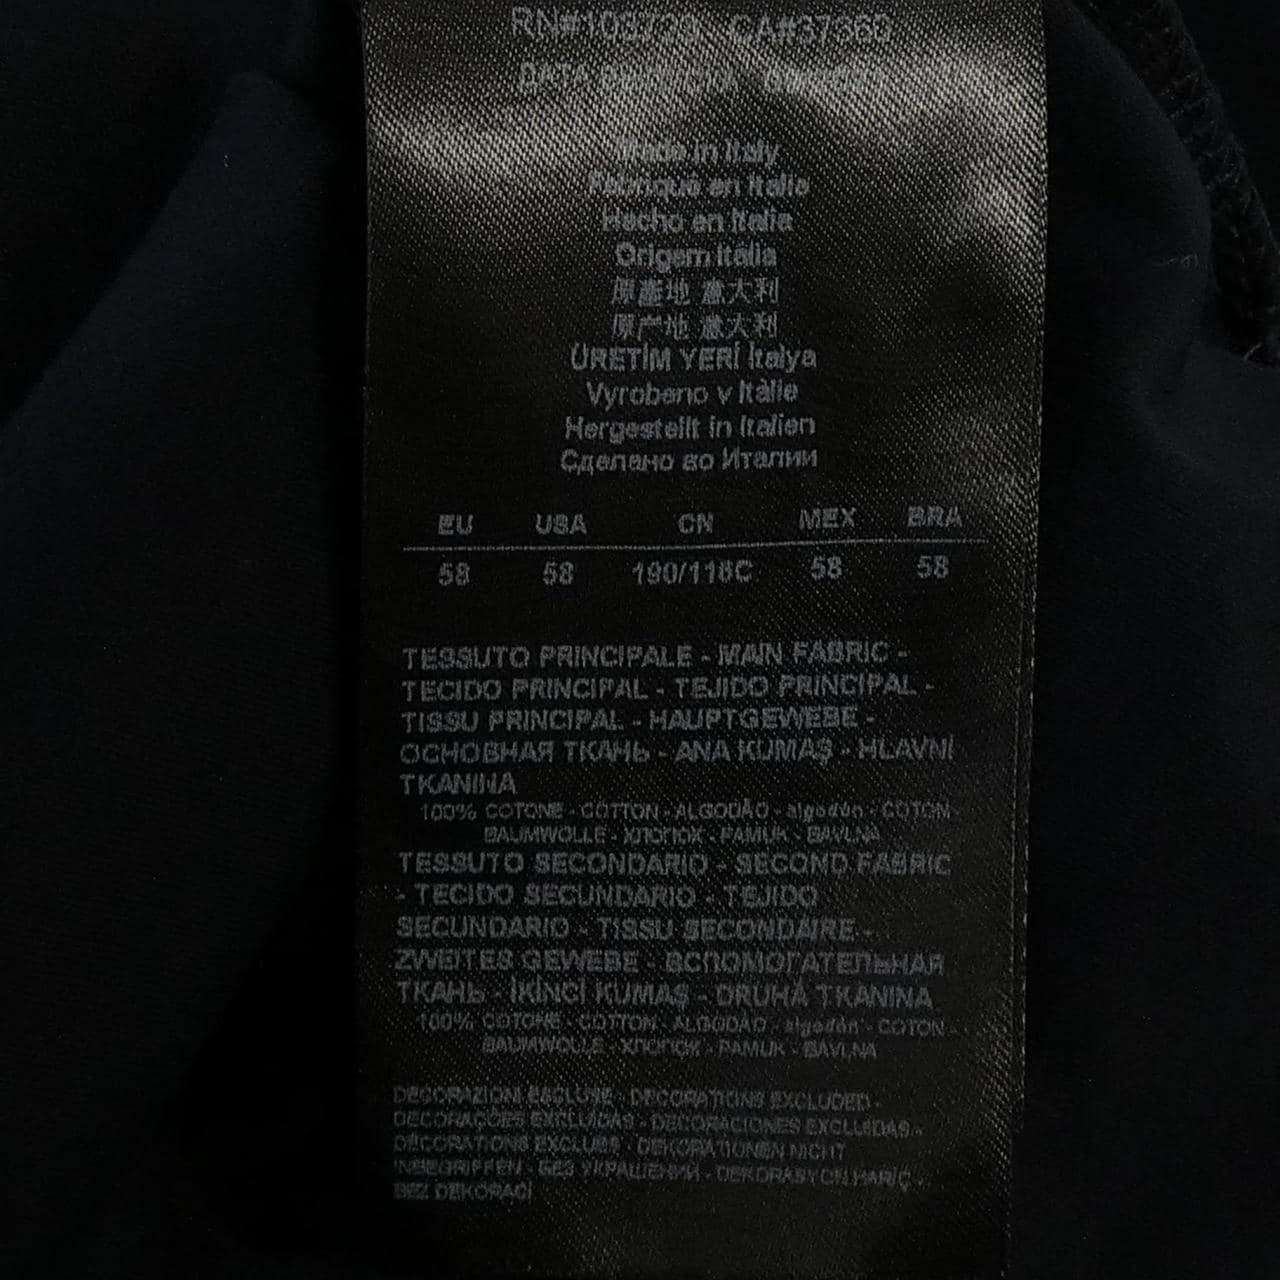 RN#103729 CA#37366
ДАТА
Made in Italy
Fabriqué en Italie
Hecho en Italia
Origem Italia
原產地 意大利
原产地 意大利
ÜRETİM YERİ İtalya
Vyrobeno v Itálie
Hergestellt in Italien
Сделано во Италии
EU USA CN MEX BRA
58 58 190/116C 58 58
TESSUTO PRINCIPALE - MAIN FABRIC -
TECIDO PRINCIPAL - TEJIDO PRINCIPAL -
TISSU PRINCIPAL - HAUPTGEWEBE -
ОСНОВНАЯ ТКАНЬ - ANA KUMAŞ - HLAVNÍ
TKANINA
100% COTONE - COTTON - ALGODÃO - algodón - COTON
BAUMWOLLE - ХЛОПОК - PAMUK - BAVLNA
TESSUTO SECONDARIO - SECOND FABRIC
- TECIDO SECUNDARIO - TEJIDO
SECUNDARIO - TISSU SECONDAIRE -
ZWEITES GEWEBE - ВСПОМОГАТЕЛЬНАЯ
ТКАНЬ - İKİNCİ KUMAŞ - DRUHÁ TKANINA
100% COTONE - COTTON - ALGODÃO - algodón - COTON
BAUMWOLLE - ХЛОПОК - PAMUK - BAVLNA
DECORAZIONI ESCLUSE - DECORATIONS EXCLUDED -
DECORAÇÕES EXCLUÍDAS - DECORACIONES EXCLUIDAS -
DÉCORATIONS EXCLUES - DEKORATIONEN NICHT
INBEGRIFFEN - БЕЗ УКРАШЕНИЙ - DEKORASYON HARİÇ -
BEZ DEKORACÍ